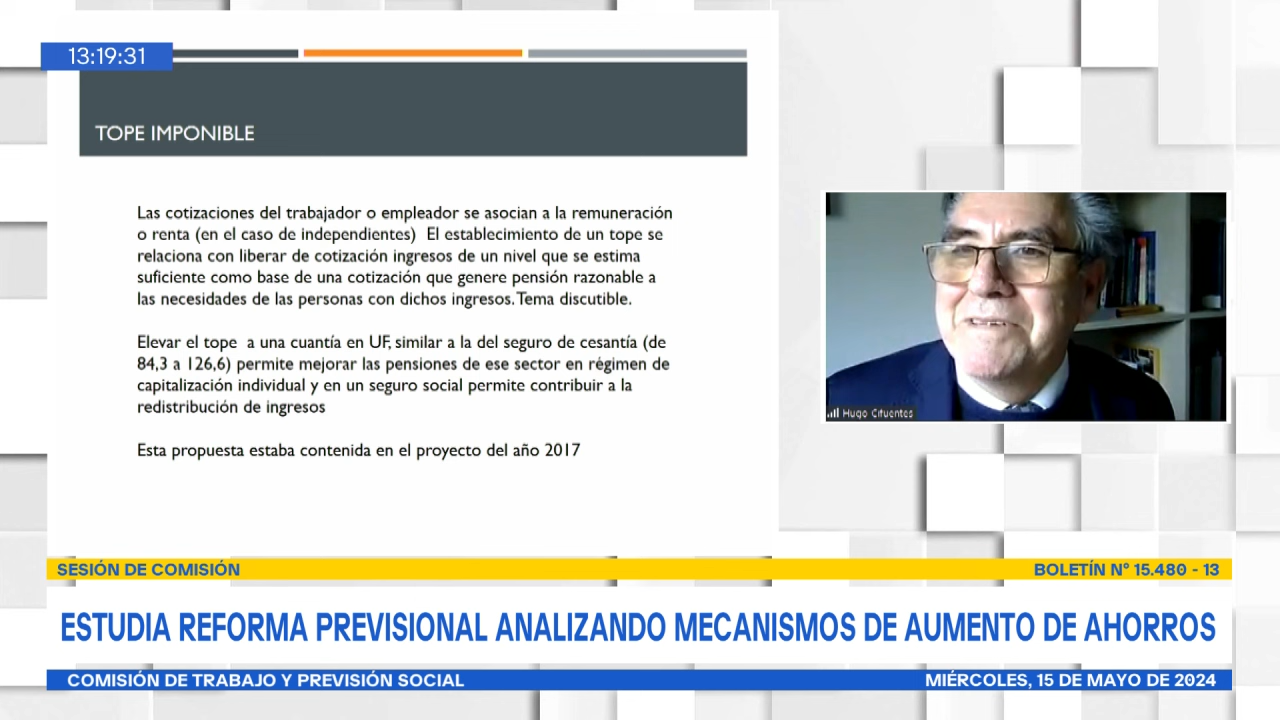 13:19:31
TOPE IMPONIBLE
Las cotizaciones del trabajador o empleador se asocian a la remuneración
o renta (en el caso de independientes)  El establecimiento de un tope se
relaciona con liberar de cotización ingresos de un nivel que se estima
suficiente como base de una cotización que genere pensión razonable a
las necesidades de las personas con dichos ingresos. Tema discutible.
Elevar el tope  a una cuantía en UF, similar a la del seguro de cesantía (de
84,3 a 126,6) permite mejorar las pensiones de ese sector en régimen de
capitalización individual y en un seguro social permite contribuir a la
redistribución de ingresos
Esta propuesta estaba contenida en el proyecto del año 2017
Hugo Cifuentes
SESIÓN DE COMISIÓN
BOLETÍN N° 15.480 - 13
ESTUDIA REFORMA PREVISIONAL ANALIZANDO MECANISMOS DE AUMENTO DE AHORROS
COMISIÓN DE TRABAJO Y PREVISIÓN SOCIAL
MIÉRCOLES, 15 DE MAYO DE 2024